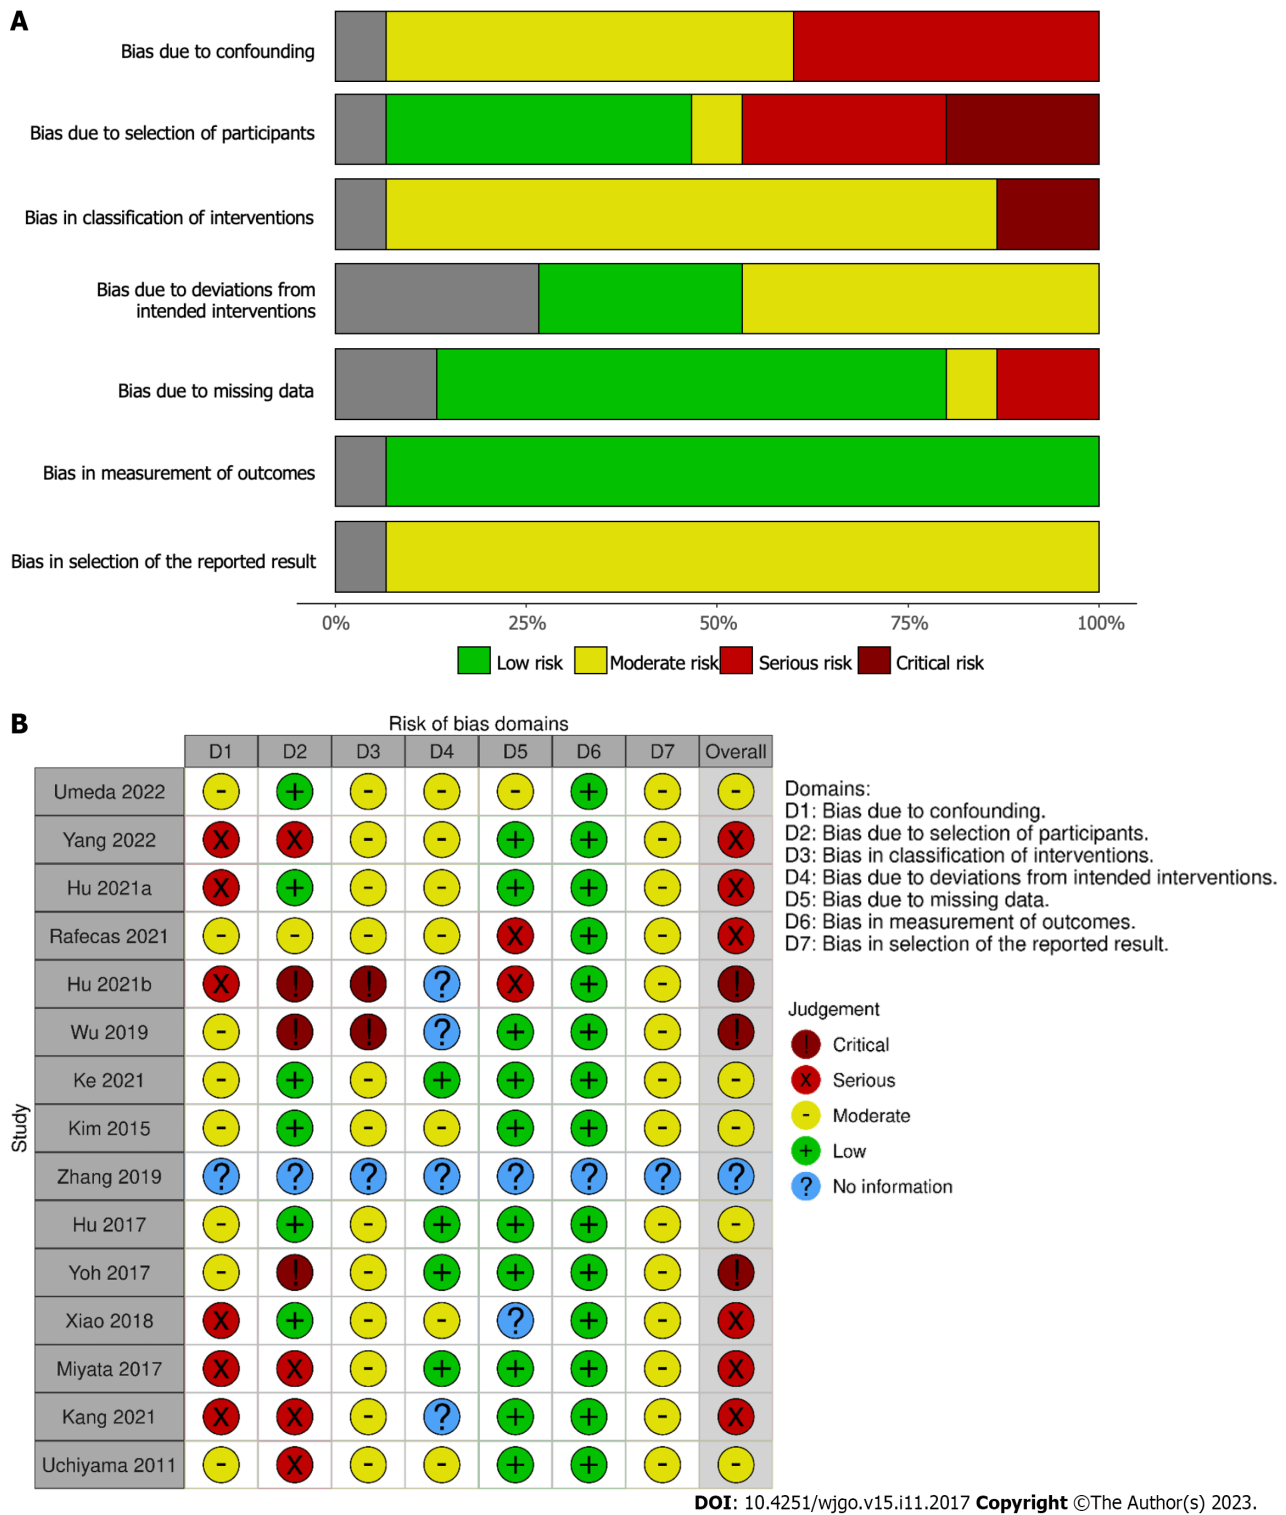 A
Bias due to confounding
Bias due to selection of participants
Bias in classification of interventions
Bias due to deviations from
intended interventions
Bias due to missing data
Bias in measurement of outcomes
Bias in selection of the reported result
0% 25% 50% 75% 100%
Low risk Moderate risk Serious risk Critical risk
B
Risk of bias domains
D1 D2 D3 D4 D5 D6 D7 Overall
Study
Umeda 2022 - + - - - + - -
Yang 2022 X X - - + + - X
Hu 2021a X + - - + + - X
Rafecas 2021 - - - - X + - X
Hu 2021b X ! ! ? X + - !
Wu 2019 - ! ! ? + + - !
Ke 2021 - + - + + + - -
Kim 2015 - + - - + + - -
Zhang 2019 ? ? ? ? ? ? ? ?
Hu 2017 - + - + + + - -
Yoh 2017 - ! - + + + - !
Xiao 2018 X + - - ? + - X
Miyata 2017 X X - + + + - X
Kang 2021 X X - ? + + - X
Uchiyama 2011 - X - - + + - -
Domains:
D1: Bias due to confounding.
D2: Bias due to selection of participants.
D3: Bias in classification of interventions.
D4: Bias due to deviations from intended interventions.
D5: Bias due to missing data.
D6: Bias in measurement of outcomes.
D7: Bias in selection of the reported result.
Judgement
! Critical
X Serious
- Moderate
+ Low
? No information
DOI: 10.4251/wjgo.v15.i11.2017 Copyright ©The Author(s) 2023.